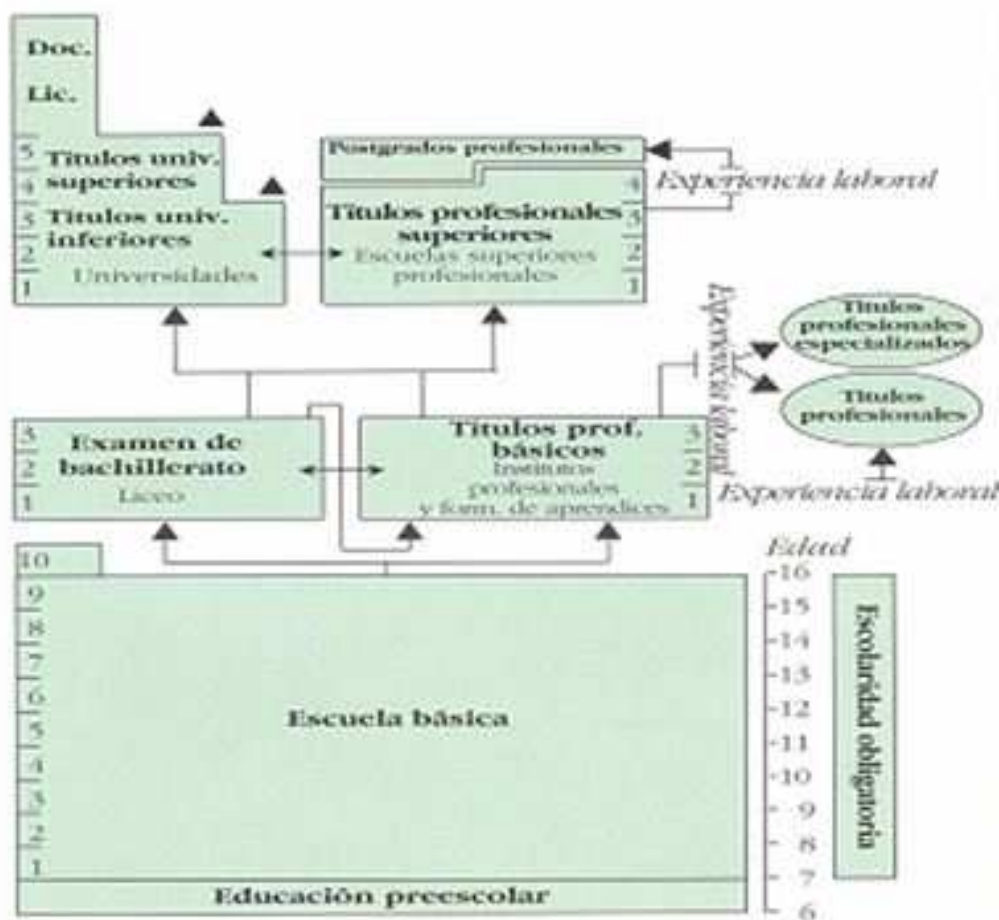 Doc.
Lic.
5
4
3
2
1
Títulos univ.
superiores
Títulos univ.
inferiores
Universidades
Postgrados profesionales
Títulos profesionales
superiores
Escuelas superiores
profesionales
4
3
2
1
Experiencia laboral
3
2
1
Examen de
bachillerato
Liceo
Títulos prof.
básicos
Institutos
profesionales
y form. de aprendices
3
2
1
Experiencia laboral
Títulos
profesionales
especializados
Títulos
profesionales
Experiencia laboral
10
9
8
7
6
5
4
3
2
1
Escuela básica
Educación preescolar
Edad
16
15
14
13
12
11
10
9
8
7
6
Escolaridad obligatoria